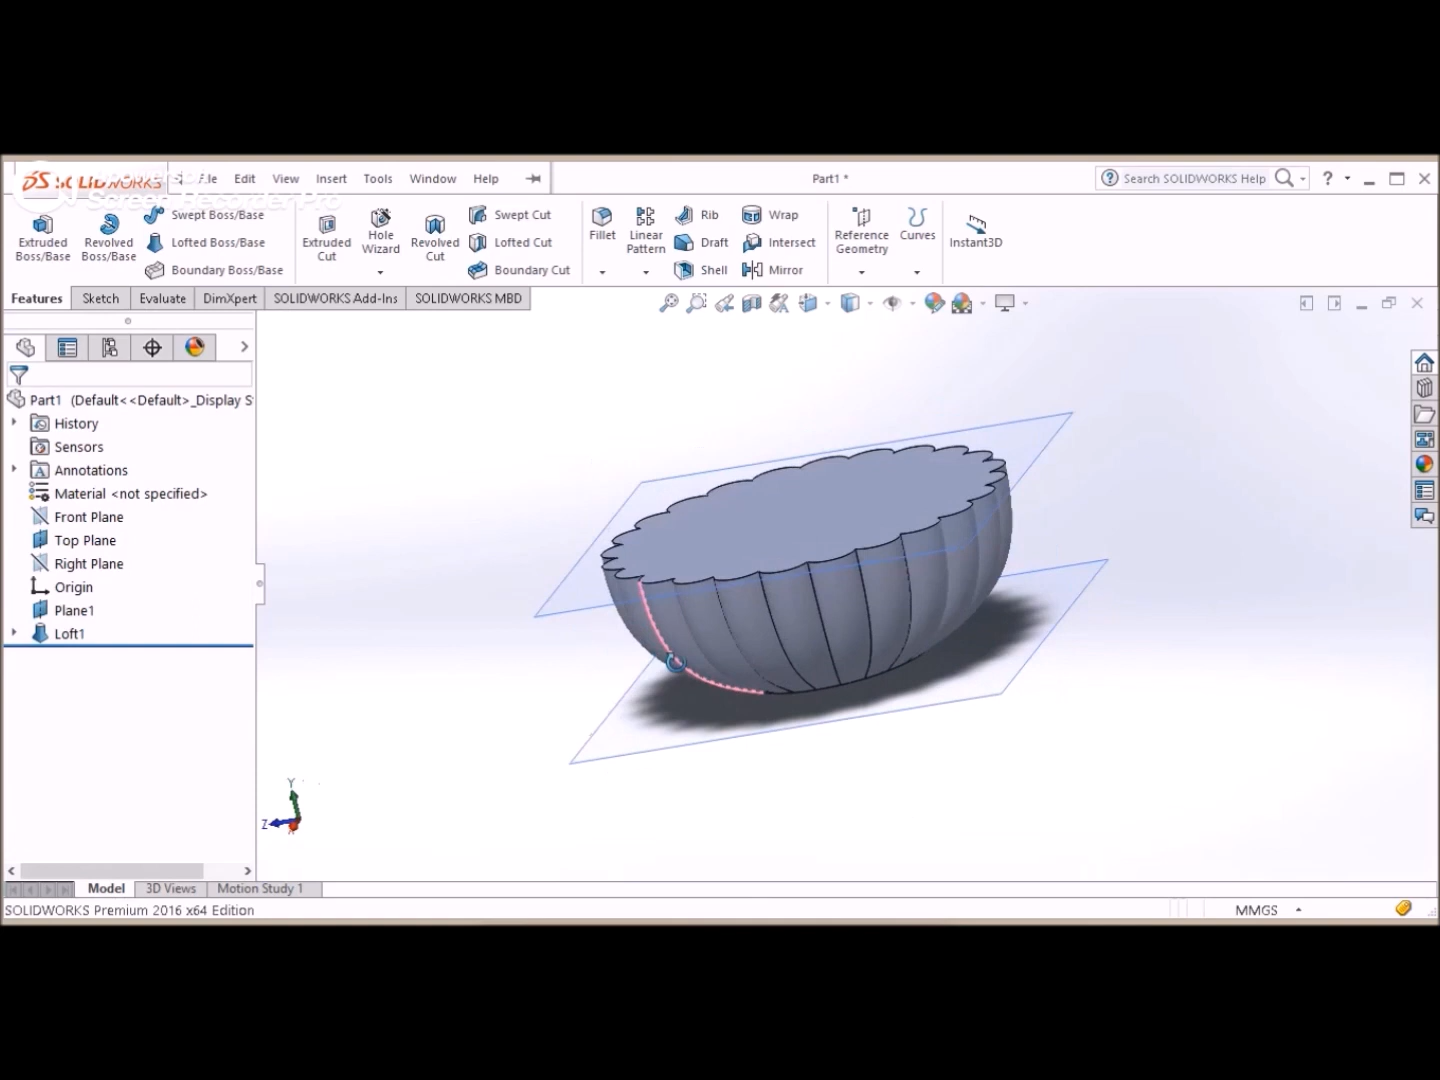 SOLIDWORKS File Edit View Insert Tools Window Help Part1 * Search SOLIDWORKS Help ?
Screen Recorder Pro
Extruded Boss/Base Revolved Boss/Base Swept Boss/Base Lofted Boss/Base Boundary Boss/Base Extruded Cut Hole Wizard Revolved Cut Swept Cut Lofted Cut Boundary Cut Fillet Linear Pattern Rib Draft Shell Wrap Intersect Mirror Reference Geometry Curves Instant3D
Features Sketch Evaluate DimXpert SOLIDWORKS Add-Ins SOLIDWORKS MBD
Part1 (Default<<Default>_Display S
History
Sensors
Annotations
Material <not specified>
Front Plane
Top Plane
Right Plane
Origin
Plane1
Loft1
Y
Z
Model 3D Views Motion Study 1
SOLIDWORKS Premium 2016 x64 Edition MMGS